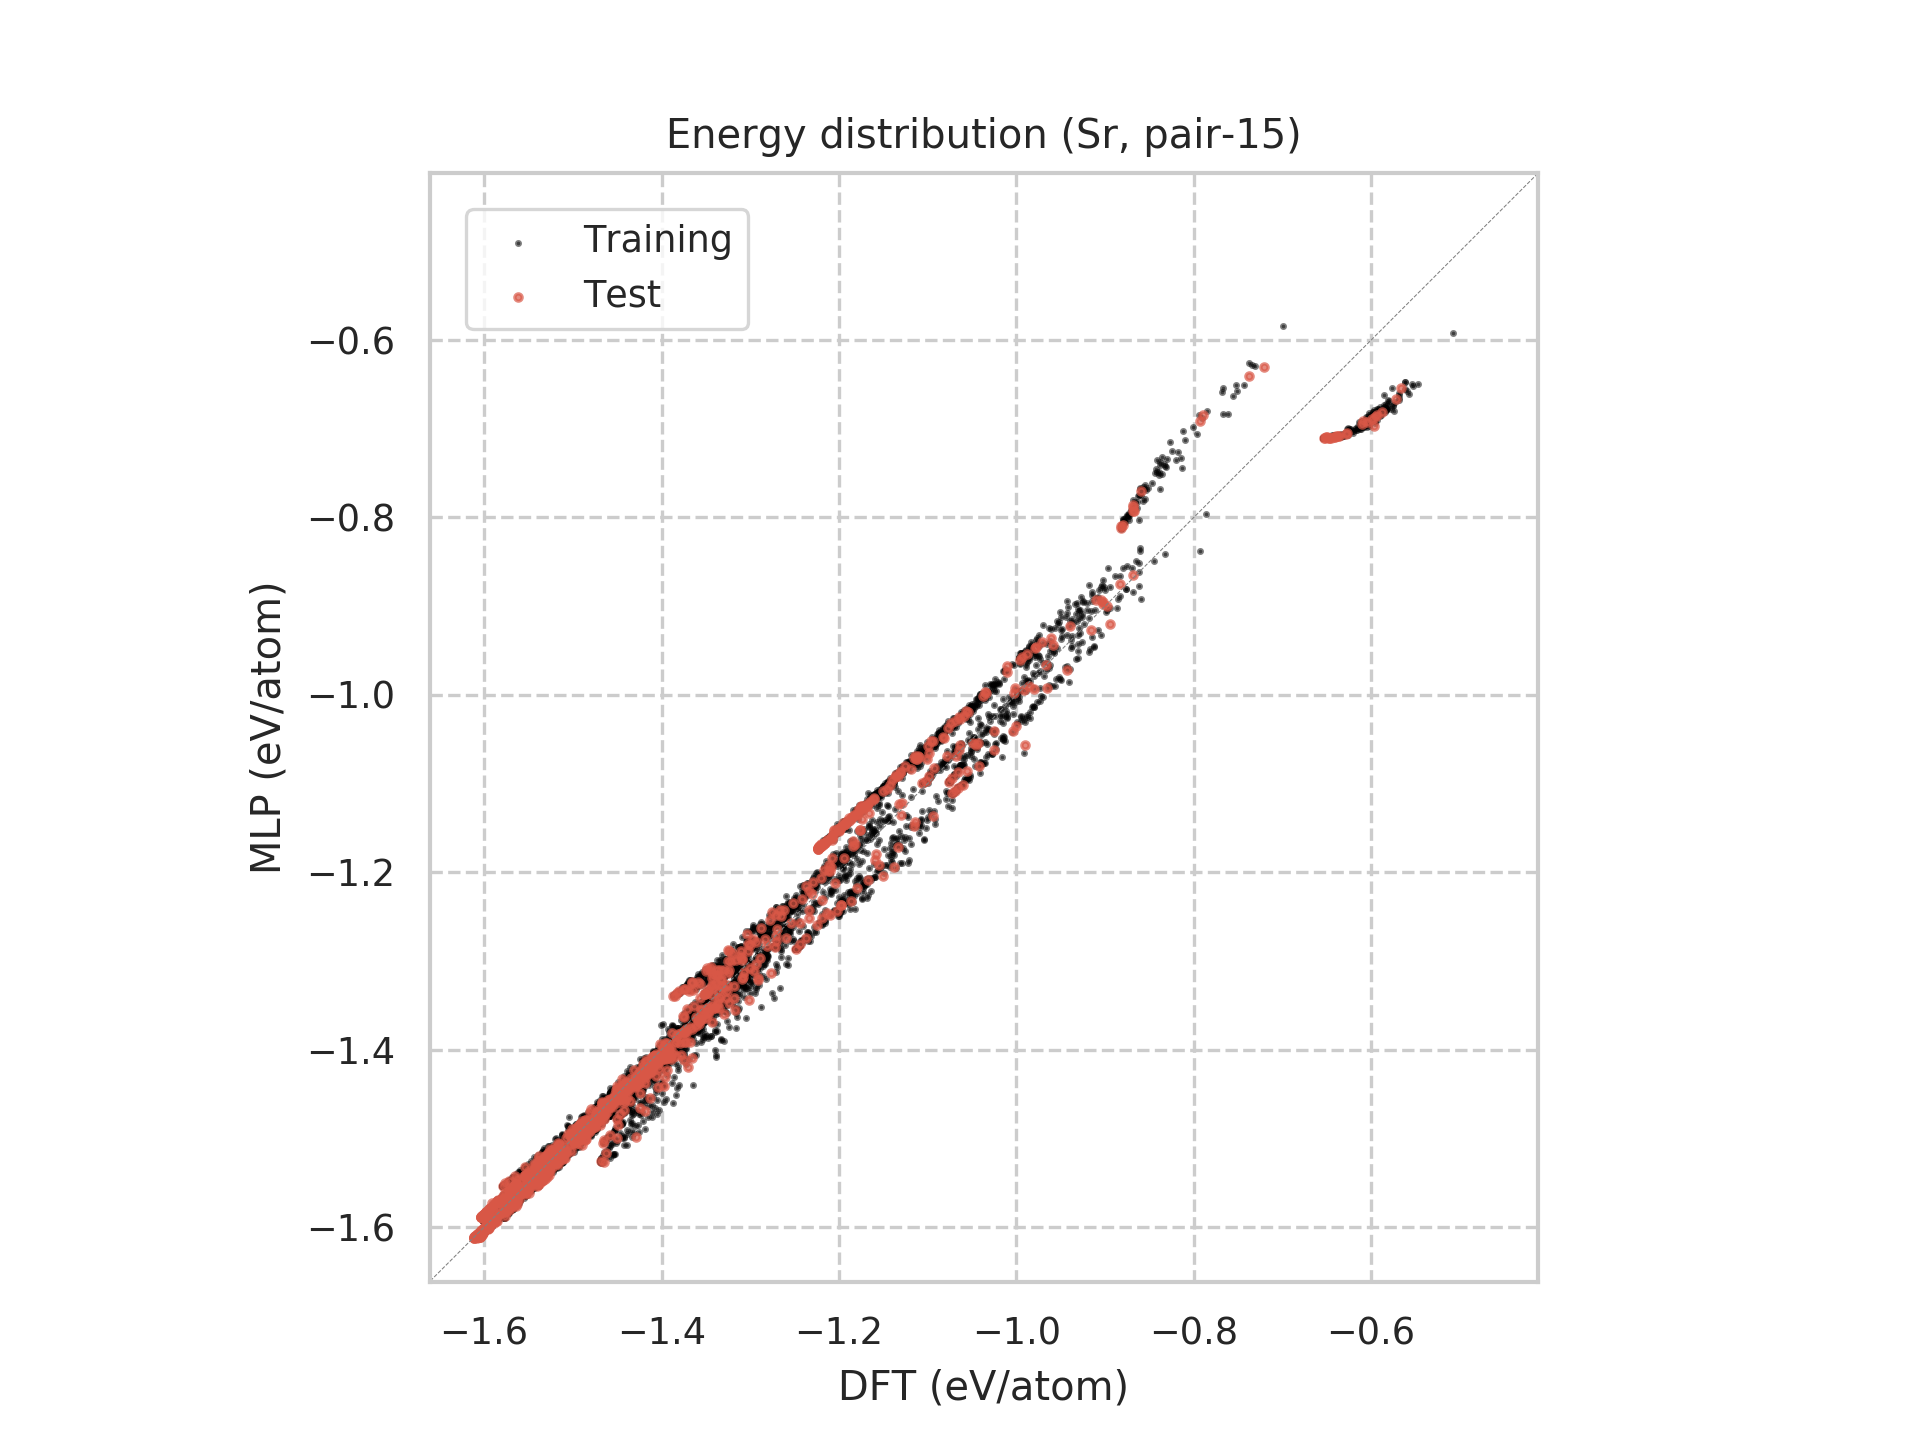 Energy distribution (Sr, pair-15)
Training
Test
−0.6
−0.8
−1.0
−1.2
−1.4
−1.6
MLP (eV/atom)
−1.6 −1.4 −1.2 −1.0 −0.8 −0.6
DFT (eV/atom)